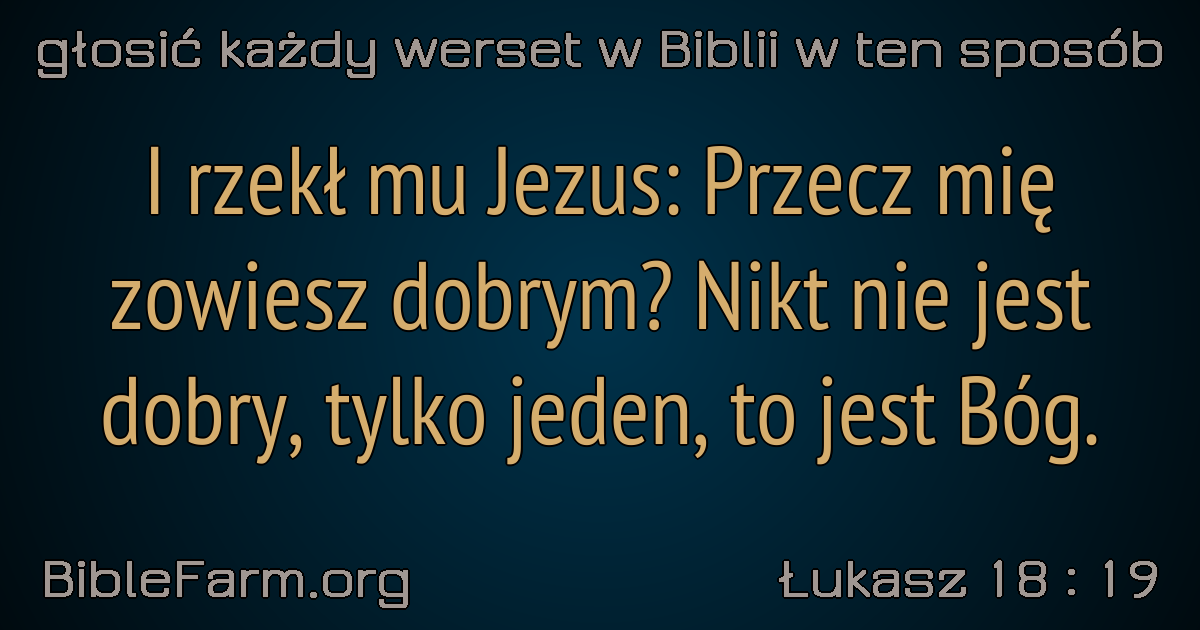 głosić każdy werset w Biblii w ten sposób
I rzekł mu Jezus: Przecz mię
zowiesz dobrym? Nikt nie jest
dobry, tylko jeden, to jest Bóg.
BibleFarm.org
Łukasz 18 : 19